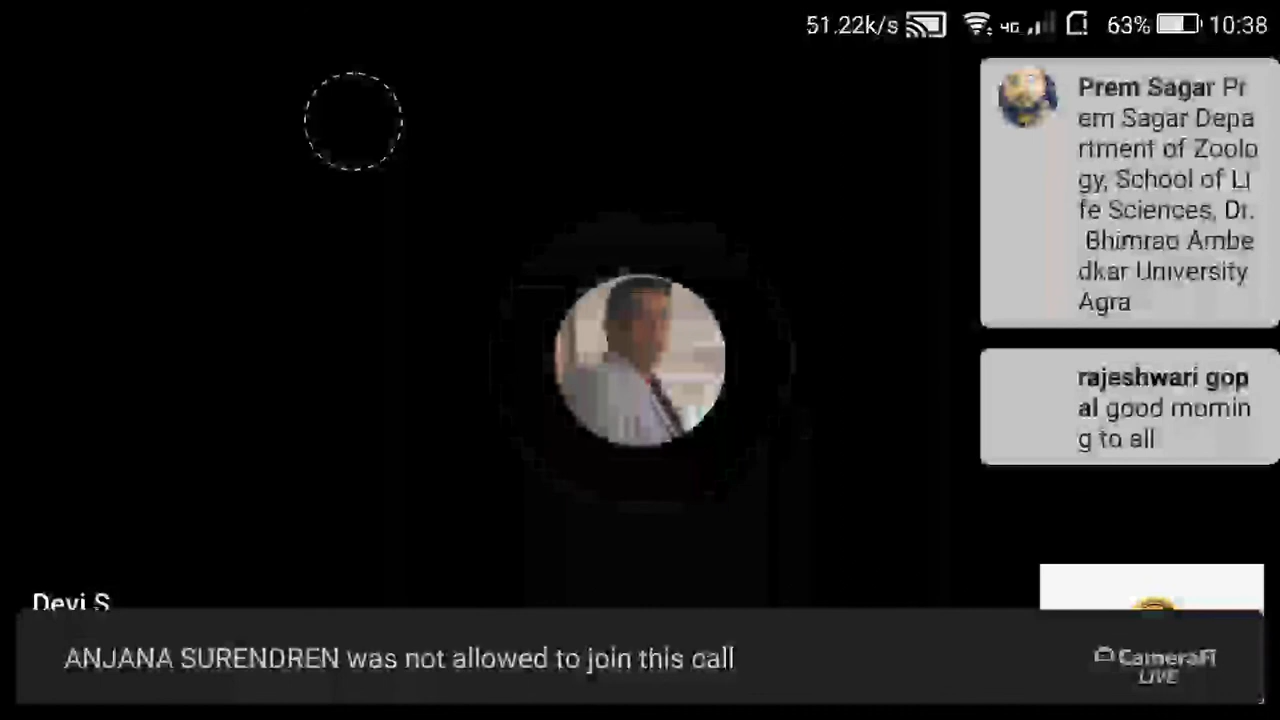 51.22k/s 4G 63% 10:38
Prem Sagar Pr
em Sagar Depa
rtment of Zoolo
gy, School of Li
fe Sciences, Dr.
Bhimrao Ambe
dkar University
Agra
rajeshwari gop
al good mornin
g to all
Devi S
ANJANA SURENDREN was not allowed to join this call
CameraFi
LIVE